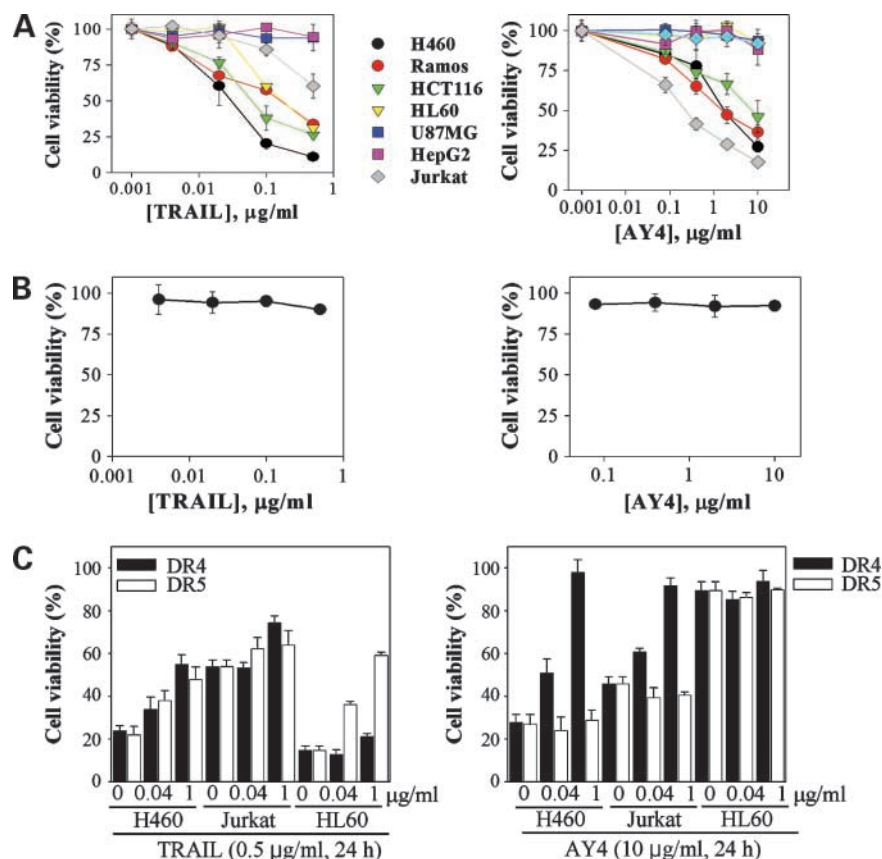 A
Cell viability (%)
100
75
50
25
0
0.001
0.01
0.1
1
[TRAIL], µg/ml
H460
Ramos
HCT116
HL60
U87MG
HepG2
Jurkat
Cell viability (%)
100
75
50
25
0
0.001
0.01
0.1
1
10
[AY4], µg/ml
B
Cell viability (%)
100
75
50
25
0
0.001
0.01
0.1
1
[TRAIL], µg/ml
Cell viability (%)
100
75
50
25
0
0.1
1
10
[AY4], µg/ml
C
Cell viability (%)
100
80
60
40
20
0
DR4
DR5
0 0.04 1 0 0.04 1 0 0.04 1 µg/ml
H460 Jurkat HL60
TRAIL (0.5 µg/ml, 24 h)
Cell viability (%)
100
80
60
40
20
0
DR4
DR5
0 0.04 1 0 0.04 1 0 0.04 1 µg/ml
H460 Jurkat HL60
AY4 (10 µg/ml, 24 h)